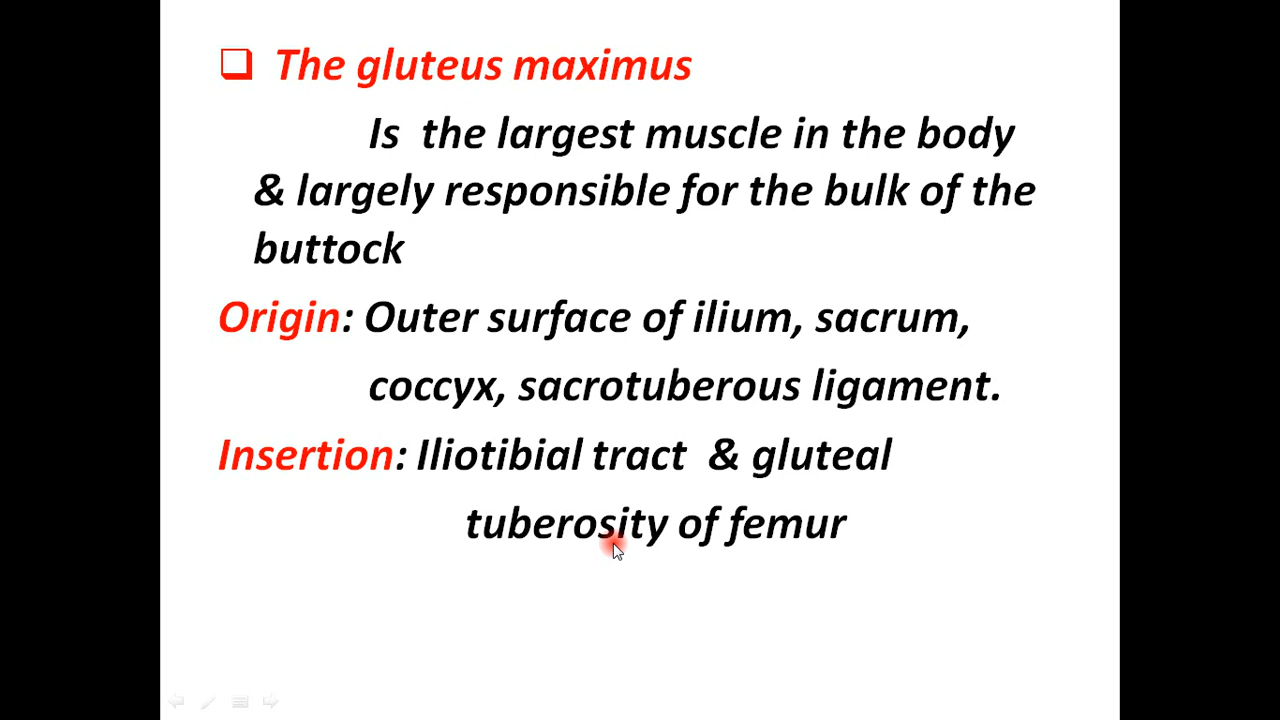 The gluteus maximus
Is the largest muscle in the body
& largely responsible for the bulk of the
buttock
Origin: Outer surface of ilium, sacrum,
coccyx, sacrotuberous ligament.
Insertion: Iliotibial tract & gluteal
tuberosity of femur